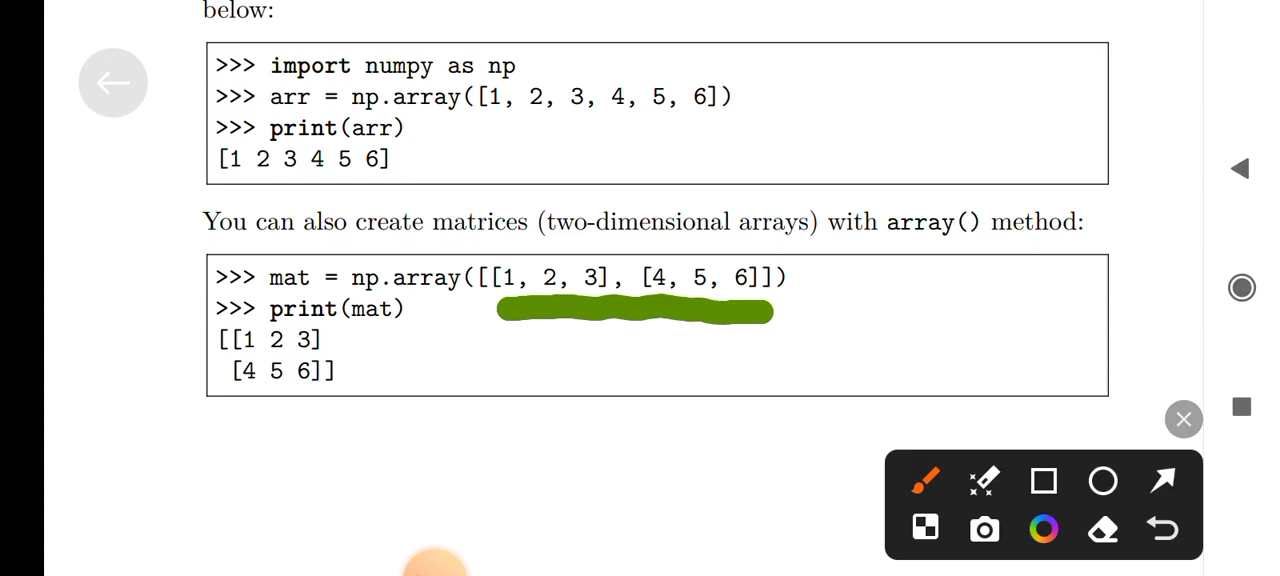 below:
>>> import numpy as np
>>> arr = np.array([1, 2, 3, 4, 5, 6])
>>> print(arr)
[1 2 3 4 5 6]
You can also create matrices (two-dimensional arrays) with array() method:
>>> mat = np.array([[1, 2, 3], [4, 5, 6]])
>>> print(mat)
[[1 2 3]
 [4 5 6]]